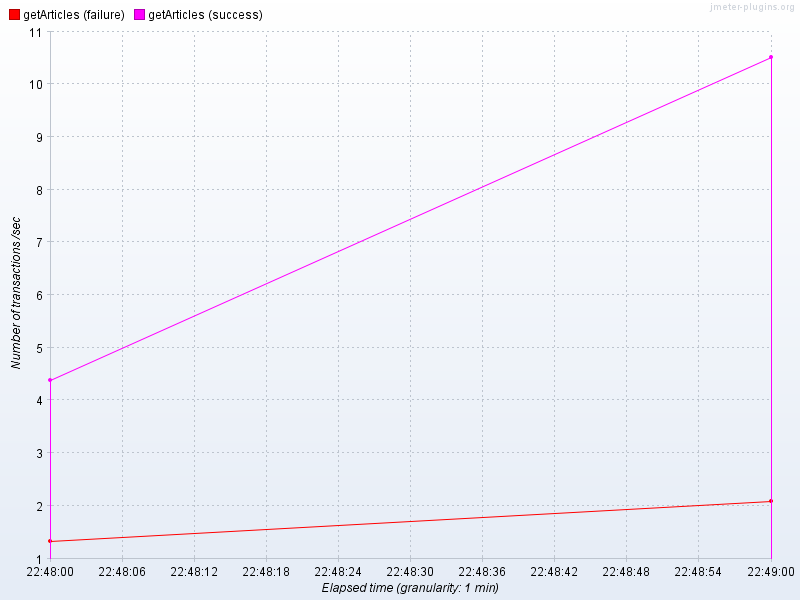 jmeter-plugins.org
getArticles (failure) getArticles (success)
11
10
9
8
7
6
5
4
3
2
1
Number of transactions /sec
22:48:00 22:48:06 22:48:12 22:48:18 22:48:24 22:48:30 22:48:36 22:48:42 22:48:48 22:48:54 22:49:00
Elapsed time (granularity: 1 min)